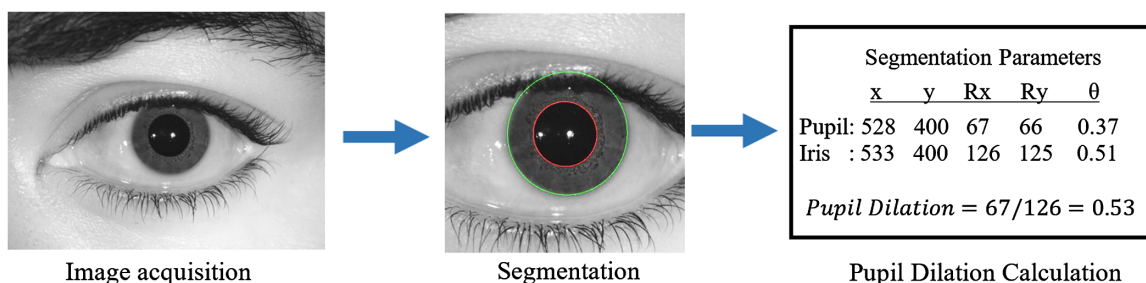 Segmentation Parameters
x y Rx Ry θ
Pupil: 528 400 67 66 0.37
Iris : 533 400 126 125 0.51
Pupil Dilation = 67/126 = 0.53
Image acquisition
Segmentation
Pupil Dilation Calculation